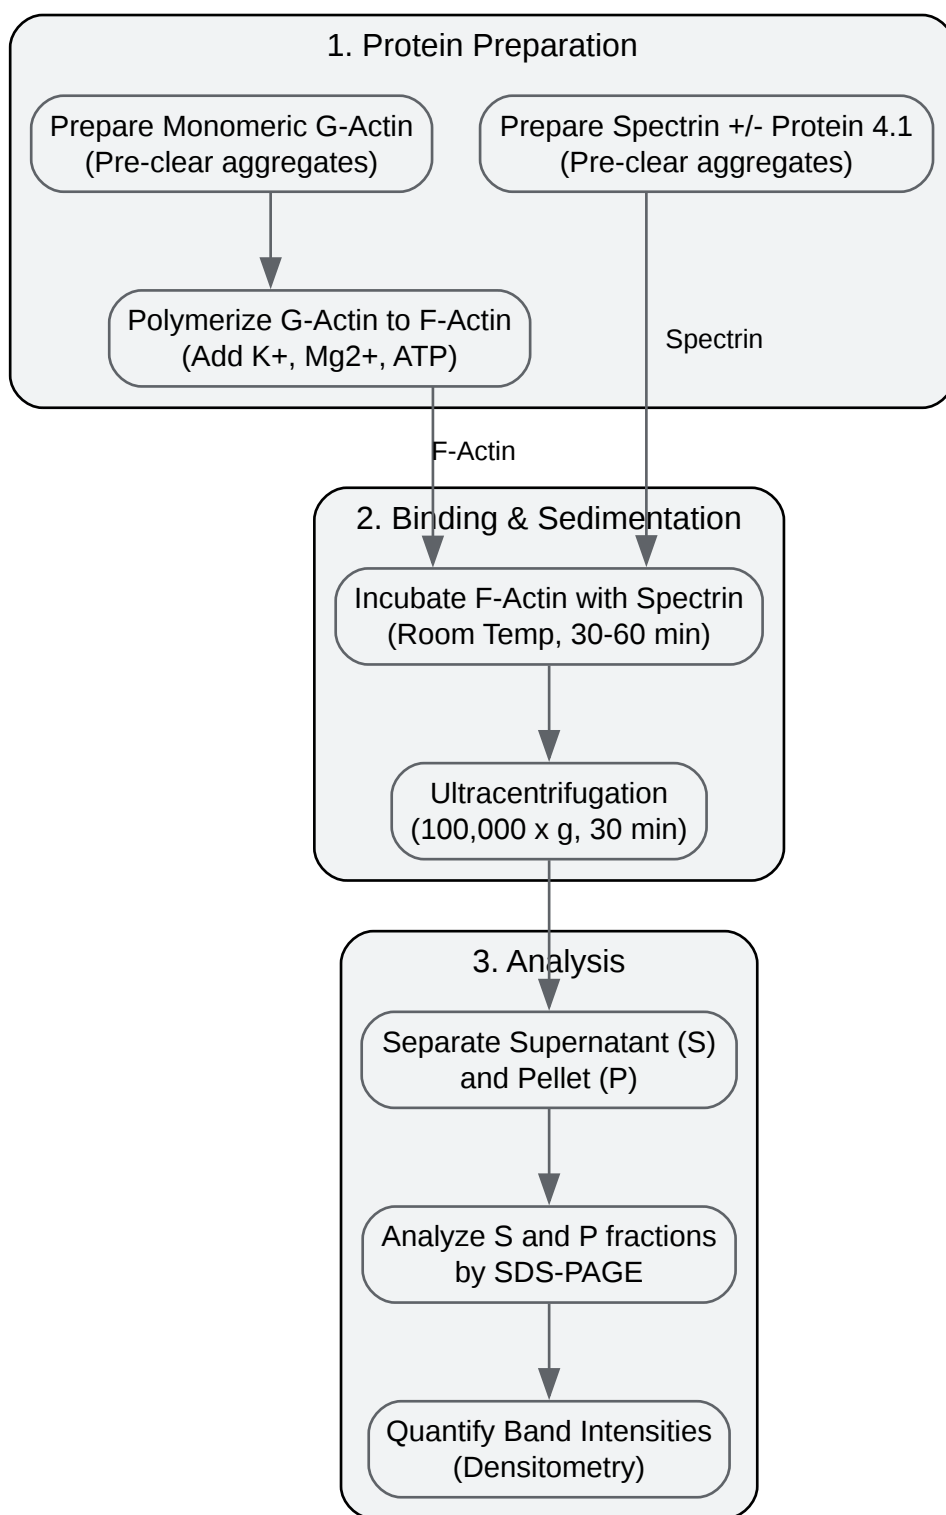 1. Protein Preparation
Prepare Monomeric G-Actin
(Pre-clear aggregates)
Prepare Spectrin +/- Protein 4.1
(Pre-clear aggregates)
Polymerize G-Actin to F-Actin
(Add K+, Mg2+, ATP)
Spectrin
F-Actin
2. Binding & Sedimentation
Incubate F-Actin with Spectrin
(Room Temp, 30-60 min)
Ultracentrifugation
(100,000 x g, 30 min)
3. Analysis
Separate Supernatant (S)
and Pellet (P)
Analyze S and P fractions
by SDS-PAGE
Quantify Band Intensities
(Densitometry)